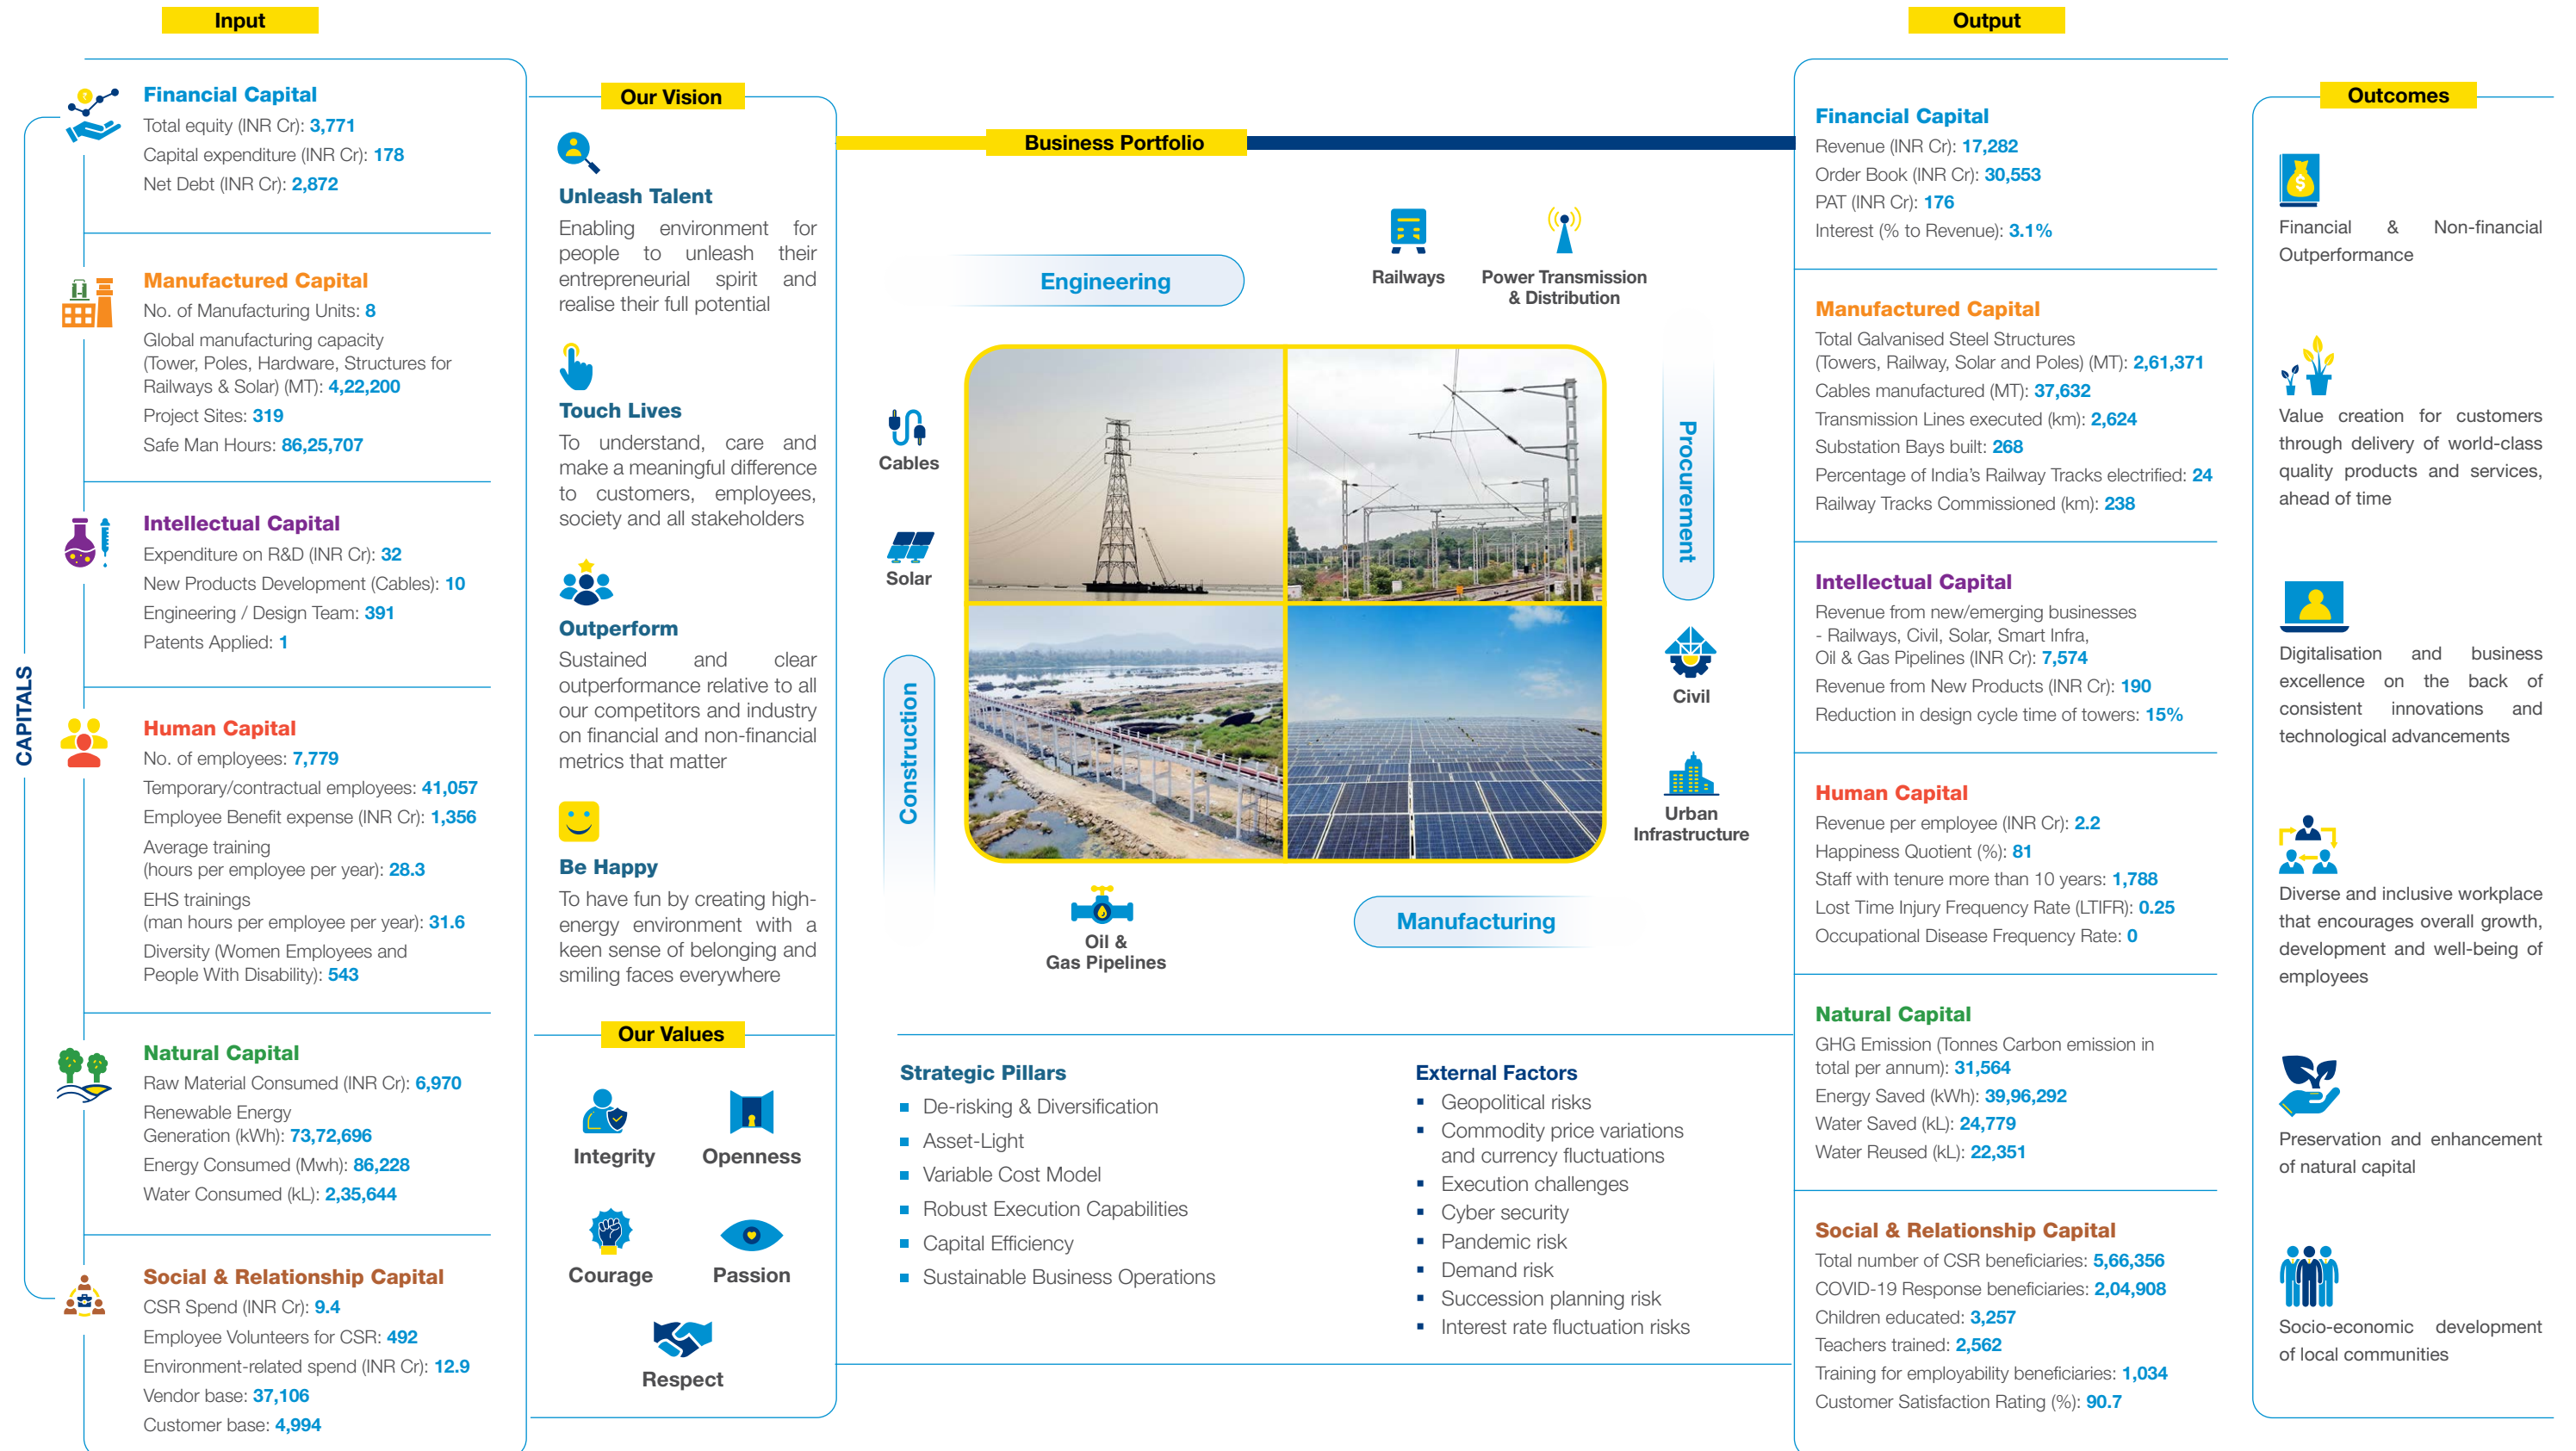 Input
CAPITALS
Financial Capital
Total equity (INR Cr): 3,771
Capital expenditure (INR Cr): 178
Net Debt (INR Cr): 2,872
Manufactured Capital
No. of Manufacturing Units: 8
Global manufacturing capacity
(Tower, Poles, Hardware, Structures for
Railways & Solar) (MT): 4,22,200
Project Sites: 319
Safe Man Hours: 86,25,707
Intellectual Capital
Expenditure on R&D (INR Cr): 32
New Products Development (Cables): 10
Engineering / Design Team: 391
Patents Applied: 1
Human Capital
No. of employees: 7,779
Temporary/contractual employees: 41,057
Employee Benefit expense (INR Cr): 1,356
Average training
(hours per employee per year): 28.3
EHS trainings
(man hours per employee per year): 31.6
Diversity (Women Employees and
People With Disability): 543
Natural Capital
Raw Material Consumed (INR Cr): 6,970
Renewable Energy
Generation (kWh): 73,72,696
Energy Consumed (Mwh): 86,228
Water Consumed (kL): 2,35,644
Social & Relationship Capital
CSR Spend (INR Cr): 9.4
Employee Volunteers for CSR: 492
Environment-related spend (INR Cr): 12.9
Vendor base: 37,106
Customer base: 4,994
Our Vision
Unleash Talent
Enabling environment for
people to unleash their
entrepreneurial spirit and
realise their full potential
Touch Lives
To understand, care and
make a meaningful difference
to customers, employees,
society and all stakeholders
Outperform
Sustained and clear
outperformance relative to all
our competitors and industry
on financial and non-financial
metrics that matter
Be Happy
To have fun by creating high-
energy environment with a
keen sense of belonging and
smiling faces everywhere
Our Values
Integrity
Openness
Courage
Passion
Respect
Business Portfolio
Engineering
Railways
Power Transmission
& Distribution
Cables
Solar
Procurement
Construction
Civil
Urban
Infrastructure
Oil &
Gas Pipelines
Manufacturing
Strategic Pillars
De-risking & Diversification
Asset-Light
Variable Cost Model
Robust Execution Capabilities
Capital Efficiency
Sustainable Business Operations
External Factors
Geopolitical risks
Commodity price variations
and currency fluctuations
Execution challenges
Cyber security
Pandemic risk
Demand risk
Succession planning risk
Interest rate fluctuation risks
Output
Financial Capital
Revenue (INR Cr): 17,282
Order Book (INR Cr): 30,553
PAT (INR Cr): 176
Interest (% to Revenue): 3.1%
Manufactured Capital
Total Galvanised Steel Structures
(Towers, Railway, Solar and Poles) (MT): 2,61,371
Cables manufactured (MT): 37,632
Transmission Lines executed (km): 2,624
Substation Bays built: 268
Percentage of India's Railway Tracks electrified: 24
Railway Tracks Commissioned (km): 238
Intellectual Capital
Revenue from new/emerging businesses
- Railways, Civil, Solar, Smart Infra,
Oil & Gas Pipelines (INR Cr): 7,574
Revenue from New Products (INR Cr): 190
Reduction in design cycle time of towers: 15%
Human Capital
Revenue per employee (INR Cr): 2.2
Happiness Quotient (%): 81
Staff with tenure more than 10 years: 1,788
Lost Time Injury Frequency Rate (LTIFR): 0.25
Occupational Disease Frequency Rate: 0
Natural Capital
GHG Emission (Tonnes Carbon emission in
total per annum): 31,564
Energy Saved (kWh): 39,96,292
Water Saved (kL): 24,779
Water Reused (kL): 22,351
Social & Relationship Capital
Total number of CSR beneficiaries: 5,66,356
COVID-19 Response beneficiaries: 2,04,908
Children educated: 3,257
Teachers trained: 2,562
Training for employability beneficiaries: 1,034
Customer Satisfaction Rating (%): 90.7
Outcomes
Financial & Non-financial
Outperformance
Value creation for customers
through delivery of world-class
quality products and services,
ahead of time
Digitalisation and business
excellence on the back of
consistent innovations and
technological advancements
Diverse and inclusive workplace
that encourages overall growth,
development and well-being of
employees
Preservation and enhancement
of natural capital
Socio-economic development
of local communities